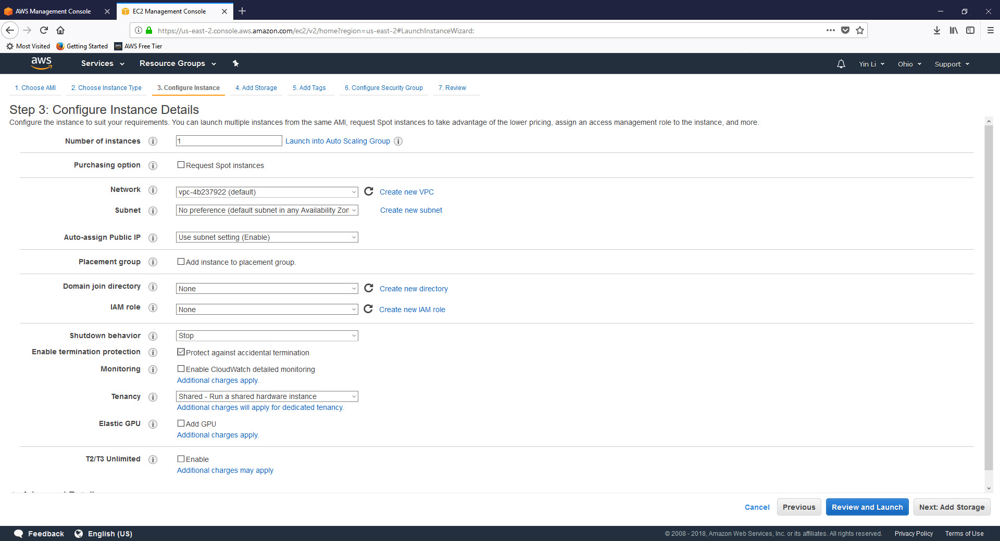 AWS Management Console
EC2 Management Console
https://us-east-2.console.aws.amazon.com/ec2/v2/home?region=us-east-2#LaunchInstanceWizard:
Most Visited Getting Started aws AWS Free Tier
aws Services Resource Groups Yin Li Ohio Support
1. Choose AMI 2. Choose Instance Type 3. Configure Instance 4. Add Storage 5. Add Tags 6. Configure Security Group 7. Review
Step 3: Configure Instance Details
Configure the instance to suit your requirements. You can launch multiple instances from the same AMI, request Spot instances to take advantage of the lower pricing, assign an access management role to the instance, and more.
Number of instances i 1 Launch into Auto Scaling Group i
Purchasing option i Request Spot instances
Network i vpc-4b237922 (default) Create new VPC
Subnet i No preference (default subnet in any Availability Zon Create new subnet
Auto-assign Public IP i Use subnet setting (Enable)
Placement group i Add instance to placement group.
Domain join directory i None Create new directory
IAM role i None Create new IAM role
Shutdown behavior i Stop
Enable termination protection i Protect against accidental termination
Monitoring i Enable CloudWatch detailed monitoring
Additional charges apply.
Tenancy i Shared - Run a shared hardware instance
Additional charges will apply for dedicated tenancy.
Elastic GPU i Add GPU
Additional charges apply.
T2/T3 Unlimited i Enable
Additional charges may apply
Cancel Previous Review and Launch Next: Add Storage
Feedback English (US) © 2008 - 2018, Amazon Web Services, Inc. or its affiliates. All rights reserved. Privacy Policy Terms of Use